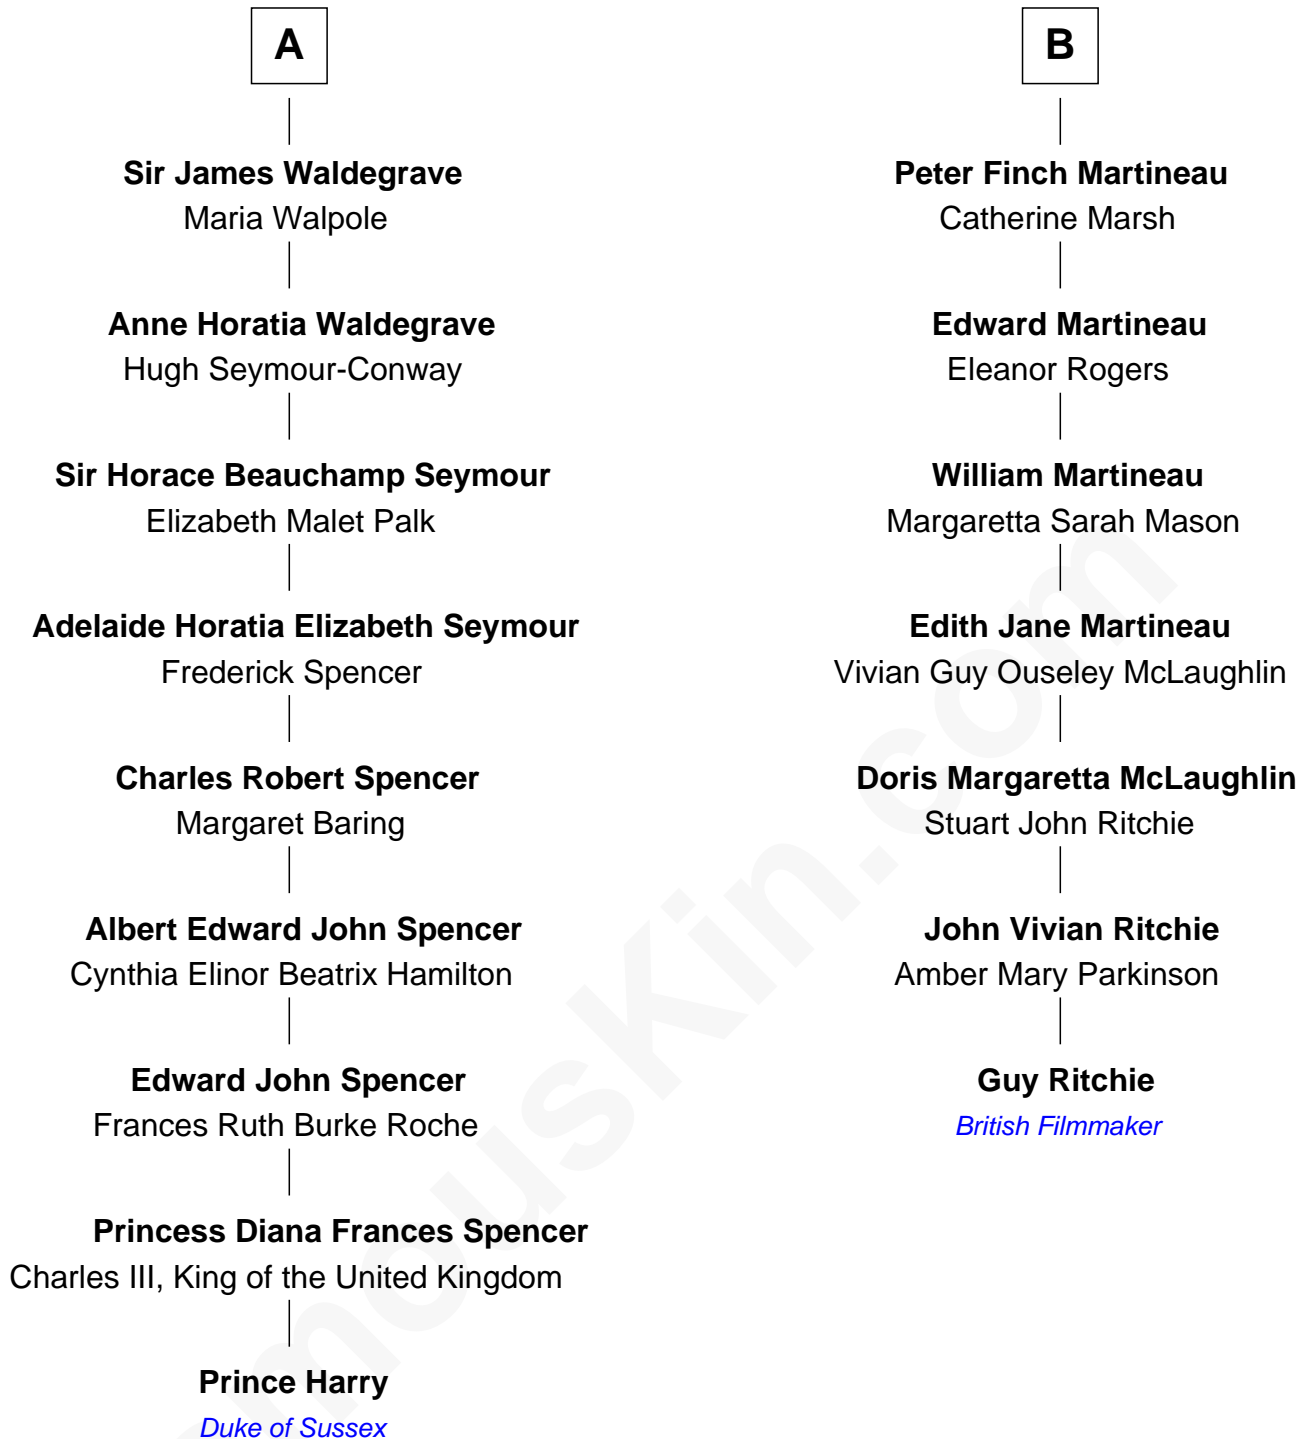 A
Sir James Waldegrave
Maria Walpole
Anne Horatia Waldegrave
Hugh Seymour-Conway
Sir Horace Beauchamp Seymour
Elizabeth Malet Palk
Adelaide Horatia Elizabeth Seymour
Frederick Spencer
Charles Robert Spencer
Margaret Baring
Albert Edward John Spencer
Cynthia Elinor Beatrix Hamilton
Edward John Spencer
Frances Ruth Burke Roche
Princess Diana Frances Spencer
Charles III, King of the United Kingdom
Prince Harry
Duke of Sussex
B
Peter Finch Martineau
Catherine Marsh
Edward Martineau
Eleanor Rogers
William Martineau
Margaretta Sarah Mason
Edith Jane Martineau
Vivian Guy Ouseley McLaughlin
Doris Margaretta McLaughlin
Stuart John Ritchie
John Vivian Ritchie
Amber Mary Parkinson
Guy Ritchie
British Filmmaker
mousKin.com